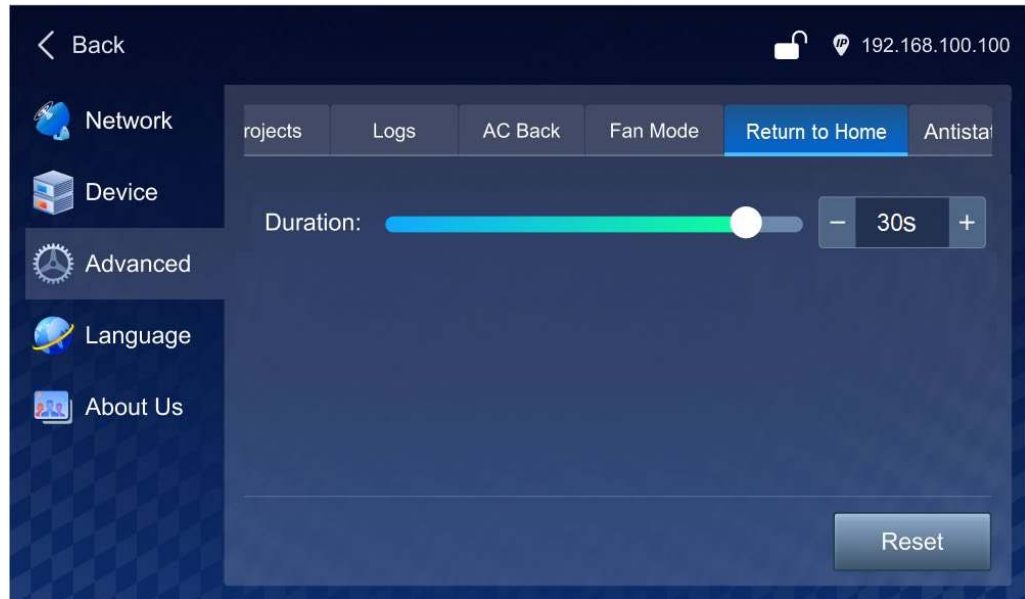 Back
IP 192.168.100.100
Network
Device
Advanced
Language
About Us
rojects
Logs
AC Back
Fan Mode
Return to Home
Antistat
Duration:
− 30s +
Reset